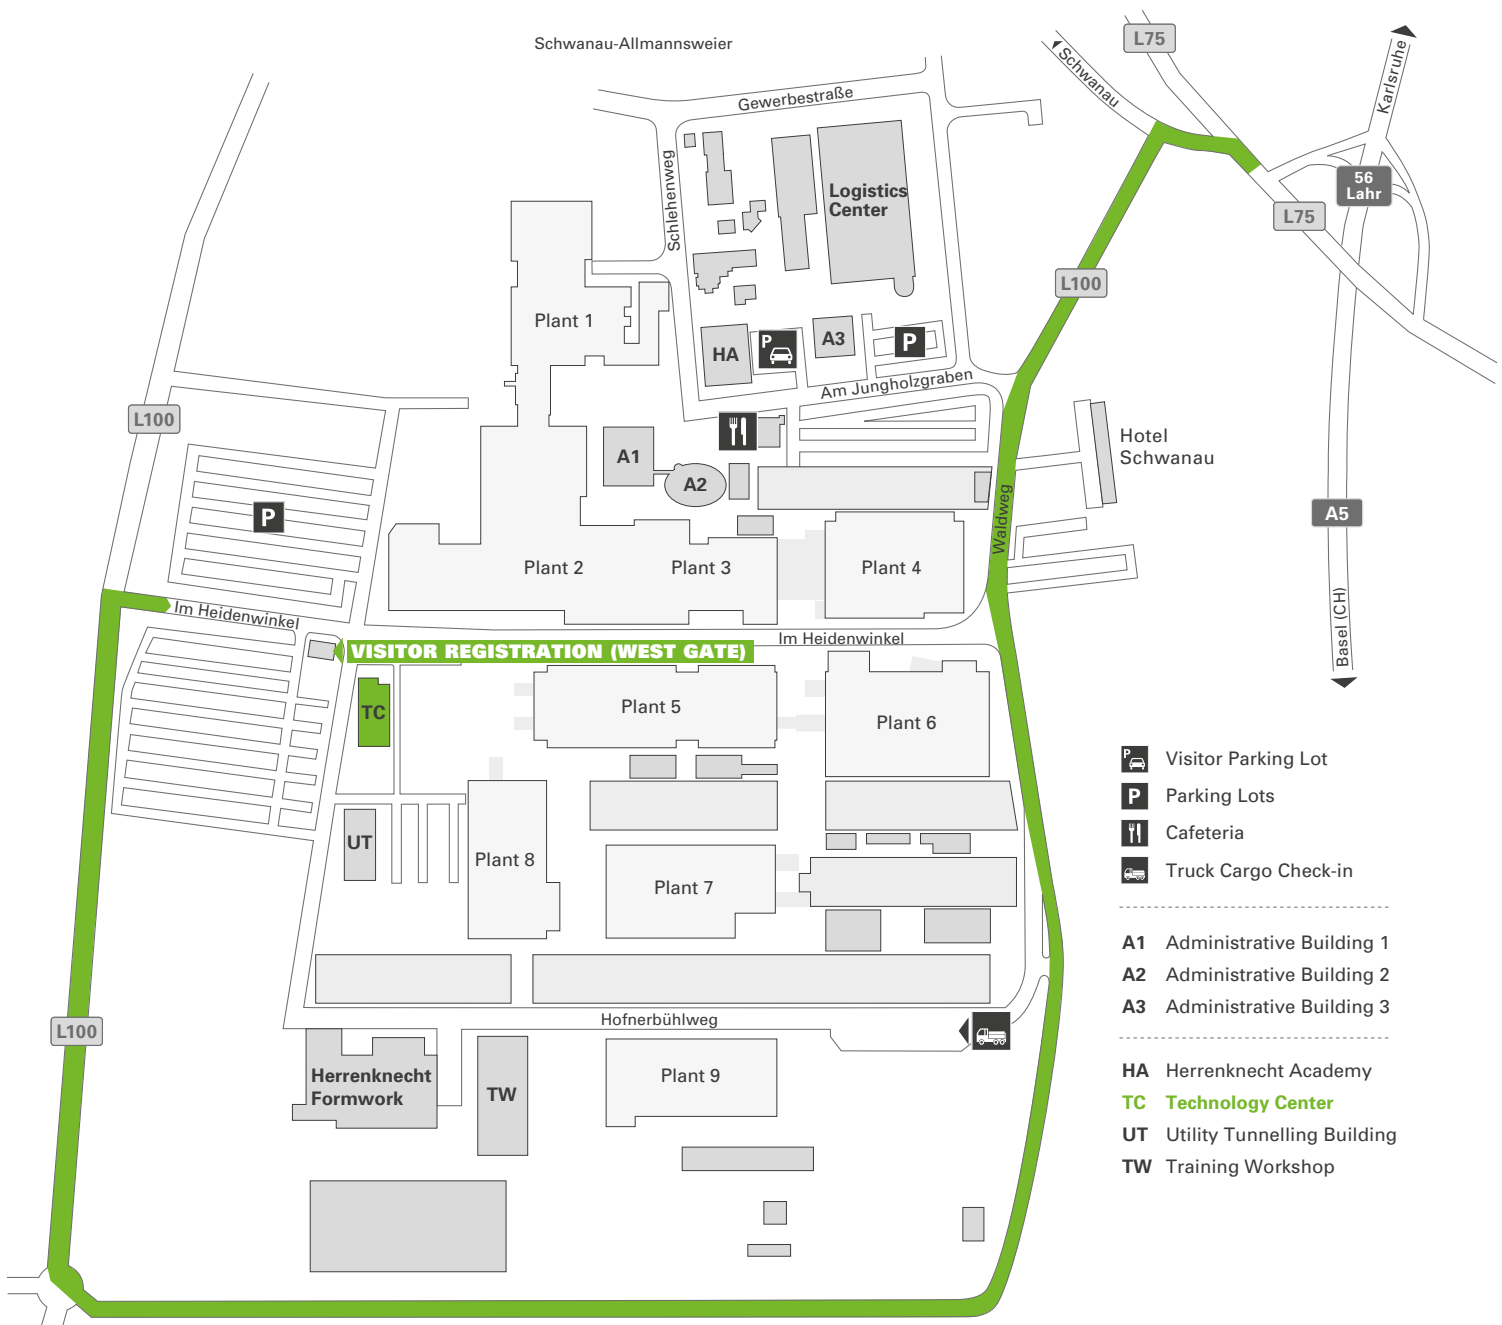 Schwanau-Allmannsweier
L75
Schwanau
Karlsruhe
Gewerbestraße
Schlehenweg
Logistics
Center
56
Lahr
L75
L100
Plant 1
HA
P
A3
P
Am Jungholzgraben
L100
A1
A2
Hotel
Schwanau
P
Waldweg
A5
Plant 2
Plant 3
Plant 4
Im Heidenwinkel
Im Heidenwinkel
Basel (CH)
VISITOR REGISTRATION (WEST GATE)
TC
Plant 5
Plant 6
UT
Plant 8
Plant 7
L100
Hofnerbühlweg
Herrenknecht
Formwork
TW
Plant 9
P Visitor Parking Lot
P Parking Lots
Cafeteria
Truck Cargo Check-in
A1 Administrative Building 1
A2 Administrative Building 2
A3 Administrative Building 3
HA Herrenknecht Academy
TC Technology Center
UT Utility Tunnelling Building
TW Training Workshop